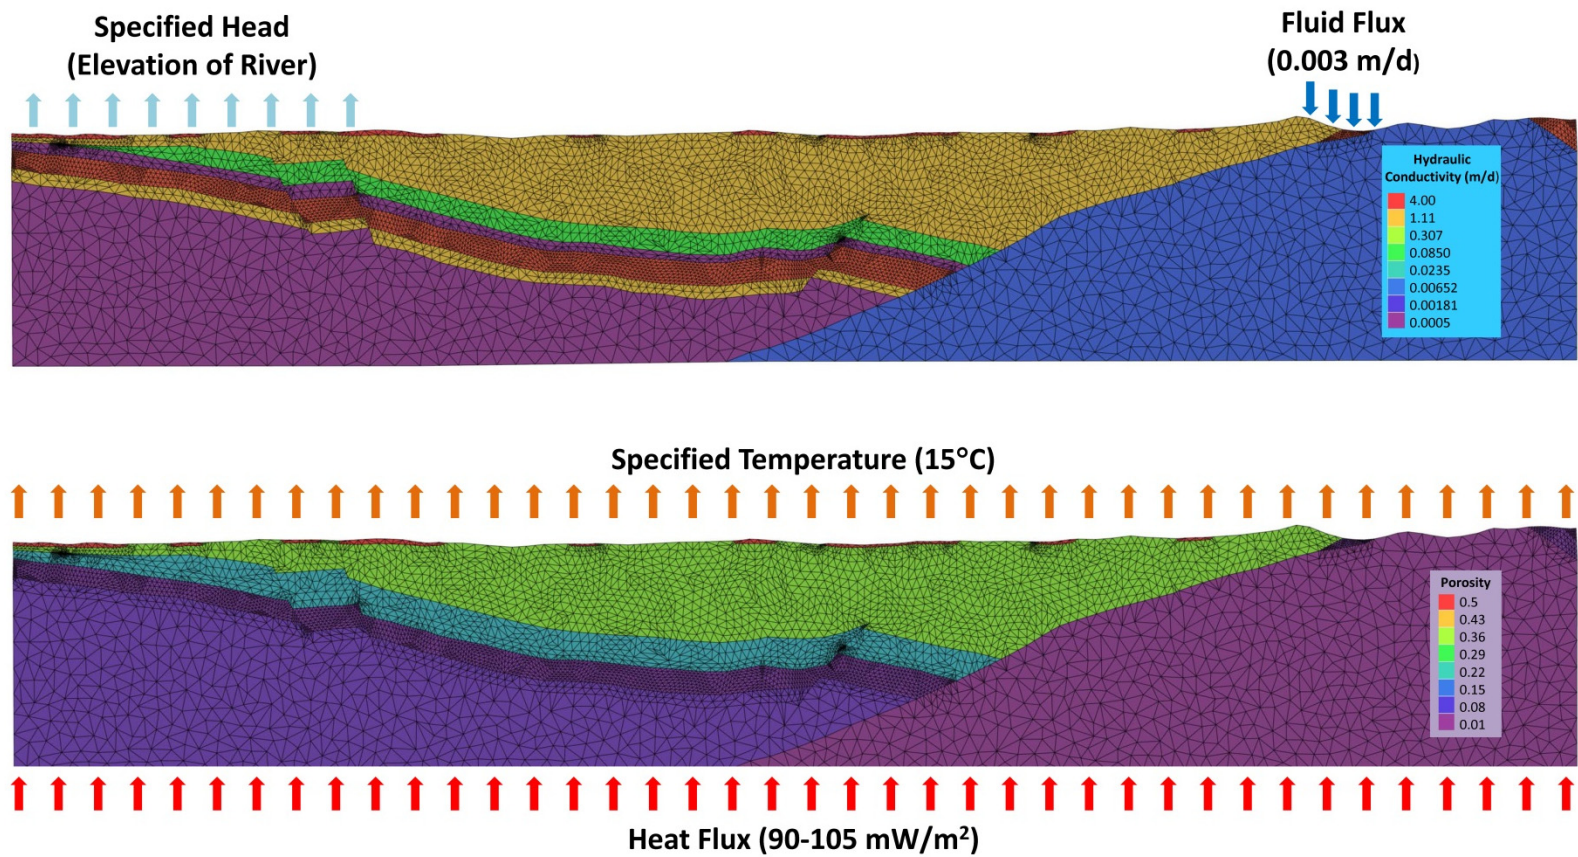 Specified Head
(Elevation of River)
Fluid Flux
(0.003 m/d)
Hydraulic
Conductivity (m/d)
4.00
1.11
0.307
0.0850
0.0235
0.00652
0.00181
0.0005
Specified Temperature (15°C)
Porosity
0.5
0.43
0.36
0.29
0.22
0.15
0.08
0.01
Heat Flux (90-105 mW/m²)